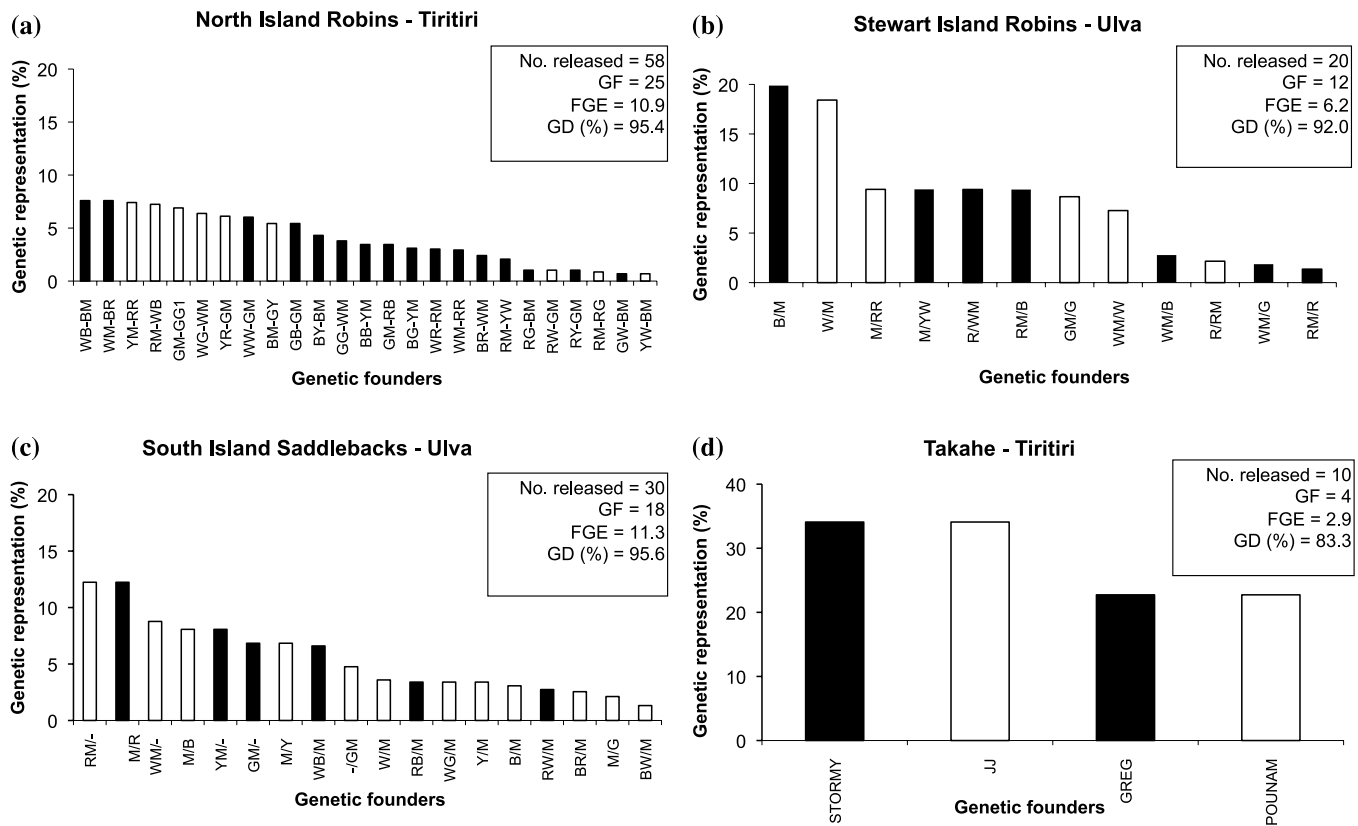 (a)
North Island Robins - Tiritiri
No. released = 58
GF = 25
FGE = 10.9
GD (%) = 95.4
Genetic representation (%)
20
15
10
5
0
WB-BM
WM-BR
YM-RR
RM-WB
GM-GG1
WG-WM
YR-GM
WW-GM
BM-GY
GB-GM
BY-BM
GG-WM
BB-YM
GM-RB
BG-YM
WR-RM
WM-RR
BR-WM
RM-YW
RG-BM
RW-GM
RY-GM
RM-RG
GW-BM
YW-BM
Genetic founders
(b)
Stewart Island Robins - Ulva
No. released = 20
GF = 12
FGE = 6.2
GD (%) = 92.0
Genetic representation (%)
20
15
10
5
0
B/M
W/M
M/RR
M/YW
R/WM
RM/B
GM/G
WM/W
WM/B
R/RM
WM/G
RM/R
Genetic founders
(c)
South Island Saddlebacks - Ulva
No. released = 30
GF = 18
FGE = 11.3
GD (%) = 95.6
Genetic representation (%)
20
15
10
5
0
RM/-
M/R
WM/-
M/B
YM/-
GM/-
M/Y
WB/M
-/GM
W/M
RB/M
WG/M
Y/M
B/M
RW/M
BR/M
M/G
BW/M
Genetic founders
(d)
Takahe - Tiritiri
No. released = 10
GF = 4
FGE = 2.9
GD (%) = 83.3
Genetic representation (%)
40
30
20
10
0
STORMY
JJ
GREG
POUNAM
Genetic founders